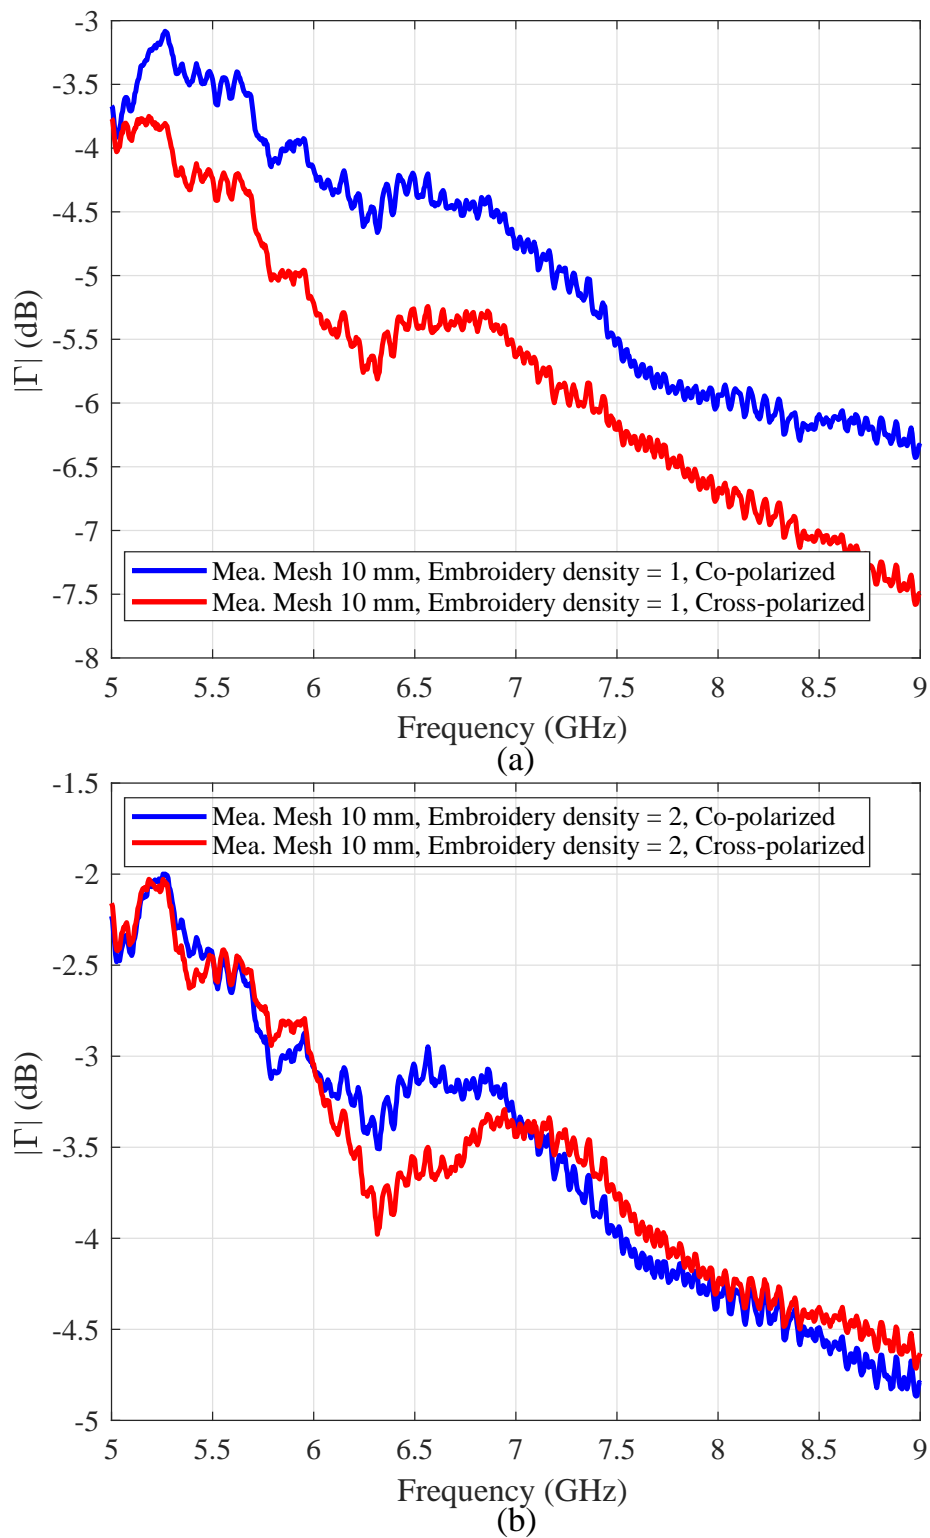 -3
-3.5
-4
-4.5
-5
-5.5
-6
-6.5
-7
-7.5
-8
|Γ| (dB)
Mea. Mesh 10 mm, Embroidery density = 1, Co-polarized
Mea. Mesh 10 mm, Embroidery density = 1, Cross-polarized
5 5.5 6 6.5 7 7.5 8 8.5 9
Frequency (GHz)
(a)
-1.5
-2
-2.5
-3
-3.5
-4
-4.5
-5
|Γ| (dB)
Mea. Mesh 10 mm, Embroidery density = 2, Co-polarized
Mea. Mesh 10 mm, Embroidery density = 2, Cross-polarized
5 5.5 6 6.5 7 7.5 8 8.5 9
Frequency (GHz)
(b)